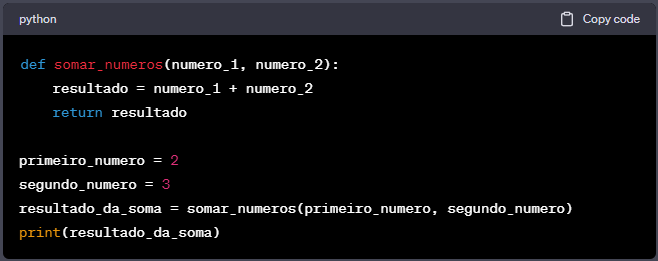 python
Copy code
def somar_numeros(numero_1, numero_2):
    resultado = numero_1 + numero_2
    return resultado

primeiro_numero = 2
segundo_numero = 3
resultado_da_soma = somar_numeros(primeiro_numero, segundo_numero)
print(resultado_da_soma)